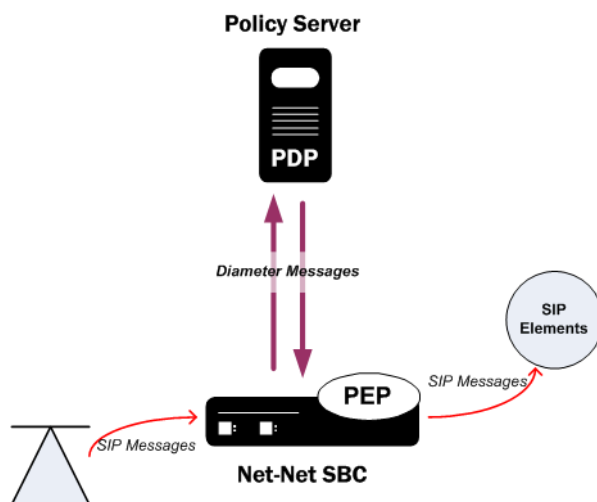 Policy Server
PDP
Diameter Messages
SIP
Elements
PEP
SIP Messages
SIP Messages
Net-Net SBC